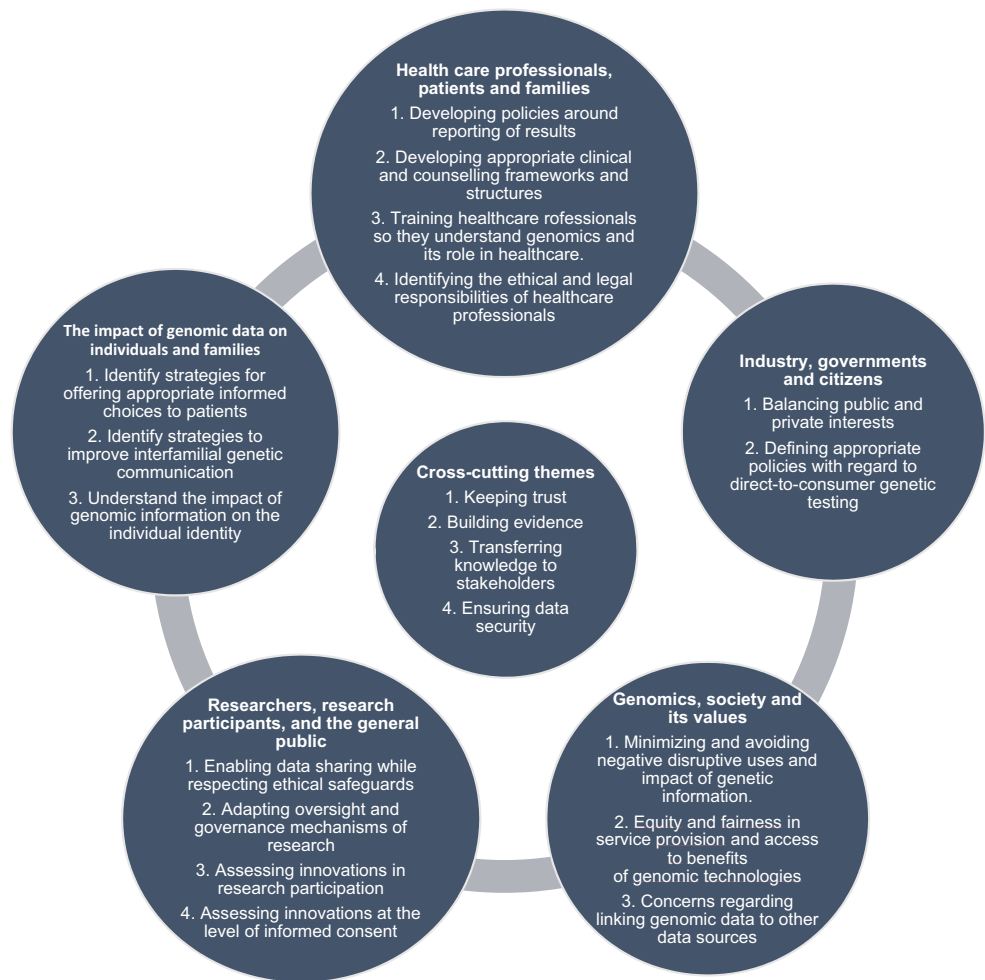 Health care professionals,
patients and families
1. Developing policies around
reporting of results
2. Developing appropriate clinical
and counselling frameworks and
structures
3. Training healthcare rofessionals
so they understand genomics and
its role in healthcare.
4. Identifying the ethical and legal
responsibilities of healthcare
professionals
Industry, governments
and citizens
1. Balancing public and
private interests
2. Defining appropriate
policies with regard to
direct-to-consumer genetic
testing
Genomics, society and
its values
1. Minimizing and avoiding
negative disruptive uses and
impact of genetic
information.
2. Equity and fairness in
service provision and access
to benefits
of genomic technologies
3. Concerns regarding
linking genomic data to other
data sources
Researchers, research
participants, and the general
public
1. Enabling data sharing while
respecting ethical safeguards
2. Adapting oversight and
governance mechanisms of
research
3. Assessing innovations in
research participation
4. Assessing innovations at the
level of informed consent
The impact of genomic data on
individuals and families
1. Identify strategies for
offering appropriate informed
choices to patients
2. Identify strategies to
improve interfamilial genetic
communication
3. Understand the impact of
genomic information on the
individual identity
Cross-cutting themes
1. Keeping trust
2. Building evidence
3. Transferring
knowledge to
stakeholders
4. Ensuring data
security